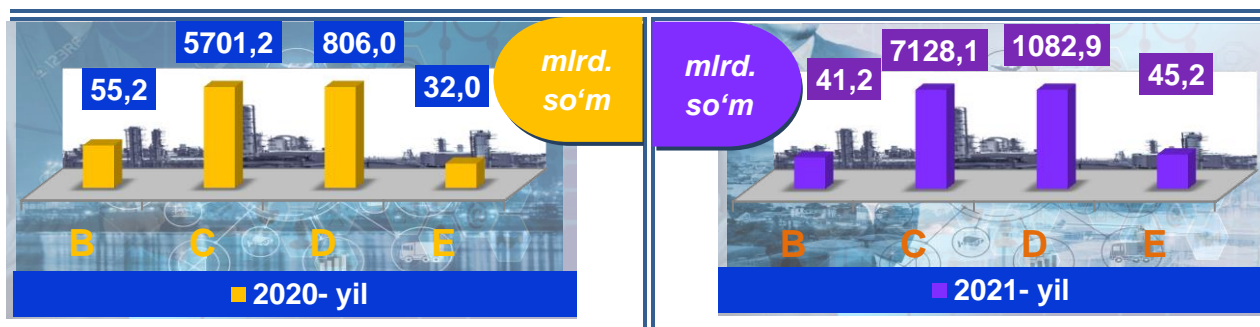 55,2
5701,2
806,0
32,0
mlrd.
so‘m
B
C
D
E
2020- yil
mlrd.
so‘m
41,2
7128,1
1082,9
45,2
B
C
D
E
2021- yil